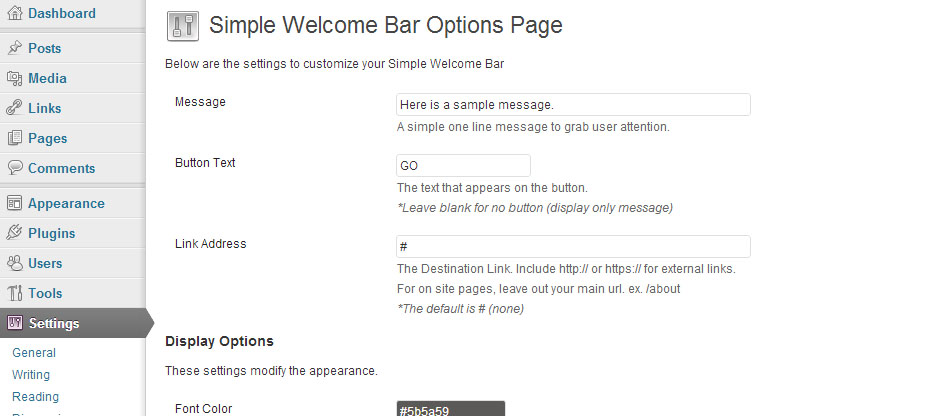 Dashboard
Posts
Media
Links
Pages
Comments
Appearance
Plugins
Users
Tools
Settings
General
Writing
Reading
Simple Welcome Bar Options Page
Below are the settings to customize your Simple Welcome Bar
Message
Here is a sample message.
A simple one line message to grab user attention.
Button Text
GO
The text that appears on the button.
*Leave blank for no button (display only message)
Link Address
#
The Destination Link. Include http:// or https:// for external links.
For on site pages, leave out your main url. ex. /about
*The default is # (none)
Display Options
These settings modify the appearance.
Font Color
#5b5a59